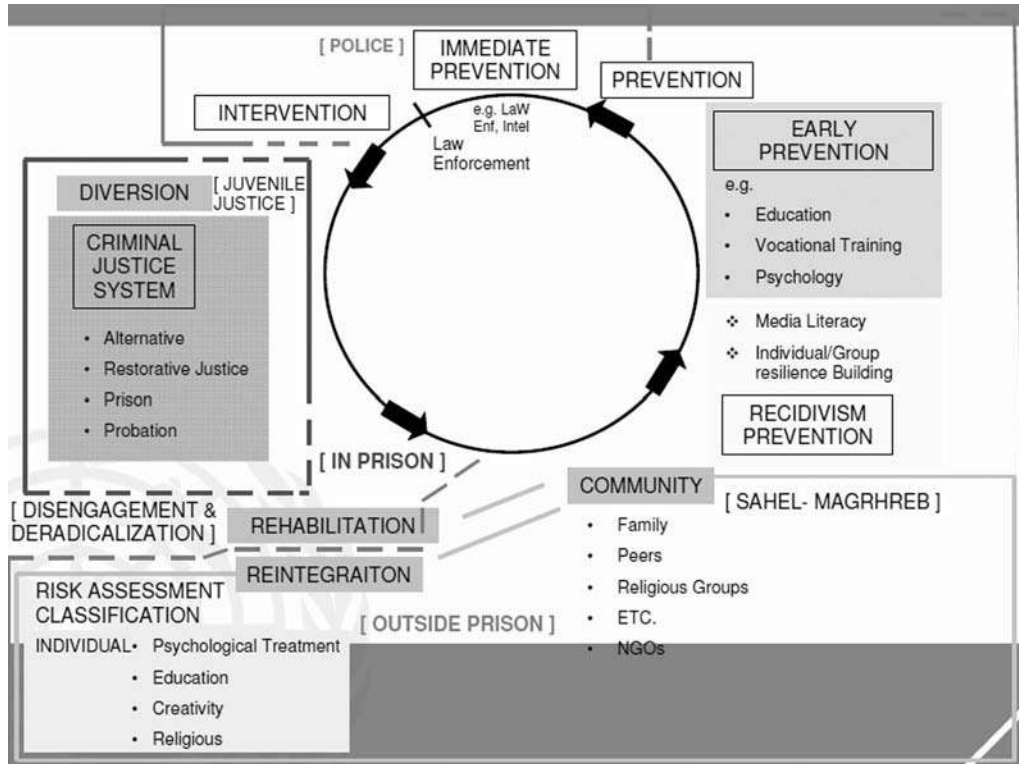 [ POLICE ]
IMMEDIATE
PREVENTION
PREVENTION
INTERVENTION
e.g. LaW
Enf, Intel
Law
Enforcement
EARLY
PREVENTION
e.g.
• Education
• Vocational Training
• Psychology
❖ Media Literacy
❖ Individual/Group
resilience Building
RECIDIVISM
PREVENTION
DIVERSION
[ JUVENILE
JUSTICE ]
CRIMINAL
JUSTICE
SYSTEM
• Alternative
• Restorative Justice
• Prison
• Probation
[ IN PRISON ]
[ DISENGAGEMENT &
DERADICALIZATION ]
REHABILITATION
REINTEGRAITON
COMMUNITY
[ SAHEL- MAGRHREB ]
• Family
• Peers
• Religious Groups
• ETC.
• NGOs
[ OUTSIDE PRISON ]
RISK ASSESSMENT
CLASSIFICATION
INDIVIDUAL• Psychological Treatment
• Education
• Creativity
• Religious